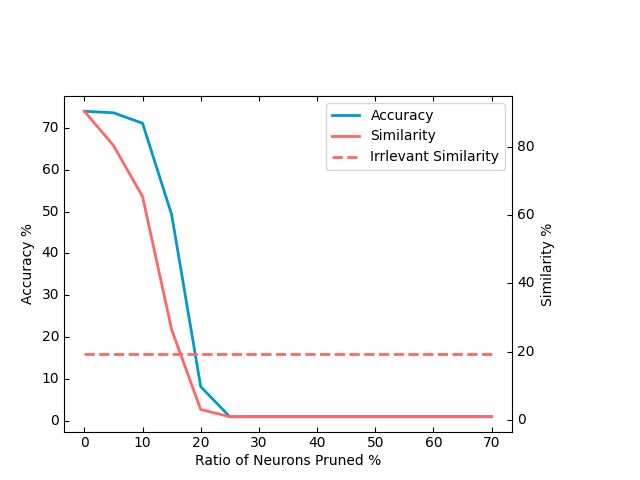 Accuracy
Similarity
Irrlevant Similarity
70
60
50
40
30
20
10
0
Accuracy %
80
60
40
20
0
Similarity %
0 10 20 30 40 50 60 70
Ratio of Neurons Pruned %